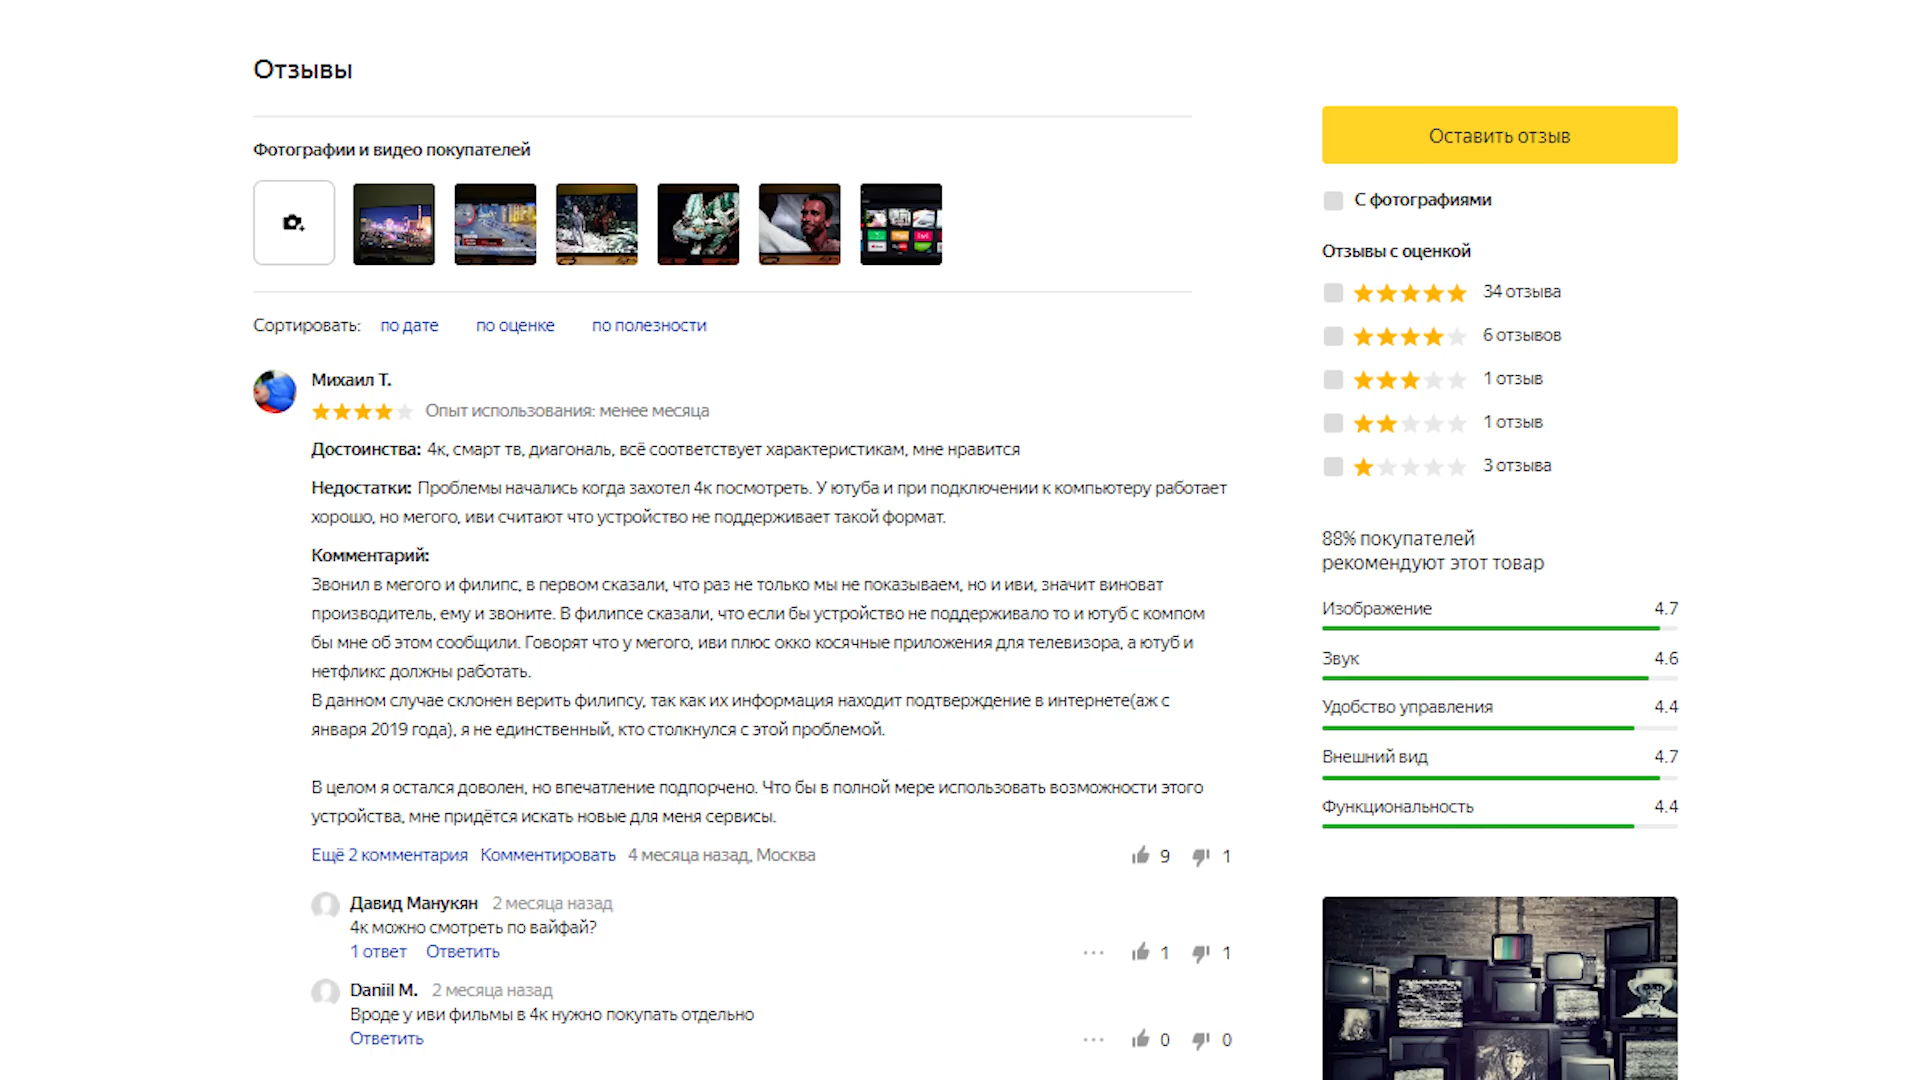 Отзывы
Фотографии и видео покупателей
Сортировать: по дате по оценке по полезности
Михаил Т.
Опыт использования: менее месяца
Достоинства: 4к, смарт тв, диагональ, всё соответствует характеристикам, мне нравится
Недостатки: Проблемы начались когда захотел 4к посмотреть. У ютуба и при подключении к компьютеру работает
хорошо, но мегого, иви считают что устройство не поддерживает такой формат.
Комментарий:
Звонил в мегого и филипс, в первом сказали, что раз не только мы не показываем, но и иви, значит виноват
производитель, ему и звоните. В филипсе сказали, что если бы устройство не поддерживало то и ютуб с компом
бы мне об этом сообщили. Говорят что у мегого, иви плюс окко косячные приложения для телевизора, а ютуб и
нетфликс должны работать.
В данном случае склонен верить филипсу, так как их информация находит подтверждение в интернете(аж с
января 2019 года), я не единственный, кто столкнулся с этой проблемой.
В целом я остался доволен, но впечатление подпорчено. Что бы в полной мере использовать возможности этого
устройства, мне придётся искать новые для меня сервисы.
Ещё 2 комментария Комментировать 4 месяца назад, Москва 9 1
Давид Манукян 2 месяца назад
4к можно смотреть по вайфай?
1 ответ Ответить ... 1 1
Daniil M. 2 месяца назад
Вроде у иви фильмы в 4к нужно покупать отдельно
Ответить ... 0 0
Оставить отзыв
С фотографиями
Отзывы с оценкой
34 отзыва
6 отзывов
1 отзыв
1 отзыв
3 отзыва
88% покупателей
рекомендуют этот товар
Изображение 4.7
Звук 4.6
Удобство управления 4.4
Внешний вид 4.7
Функциональность 4.4